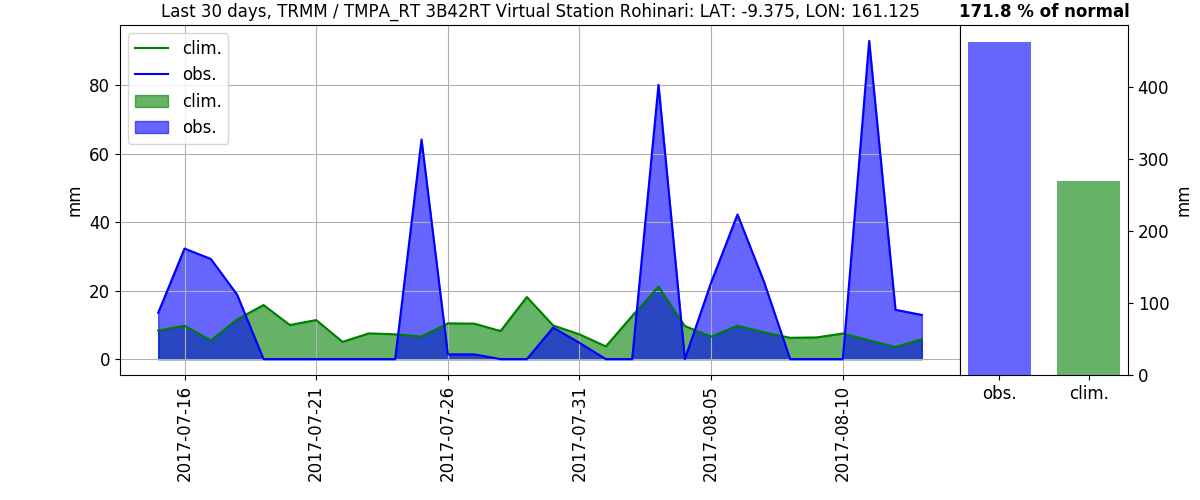 Last 30 days, TRMM / TMPA_RT 3B42RT Virtual Station Rohinari: LAT: -9.375, LON: 161.125
171.8 % of normal
clim.
obs.
clim.
obs.
mm
80
60
40
20
0
2017-07-16
2017-07-21
2017-07-26
2017-07-31
2017-08-05
2017-08-10
400
300
200
100
0
mm
obs.
clim.